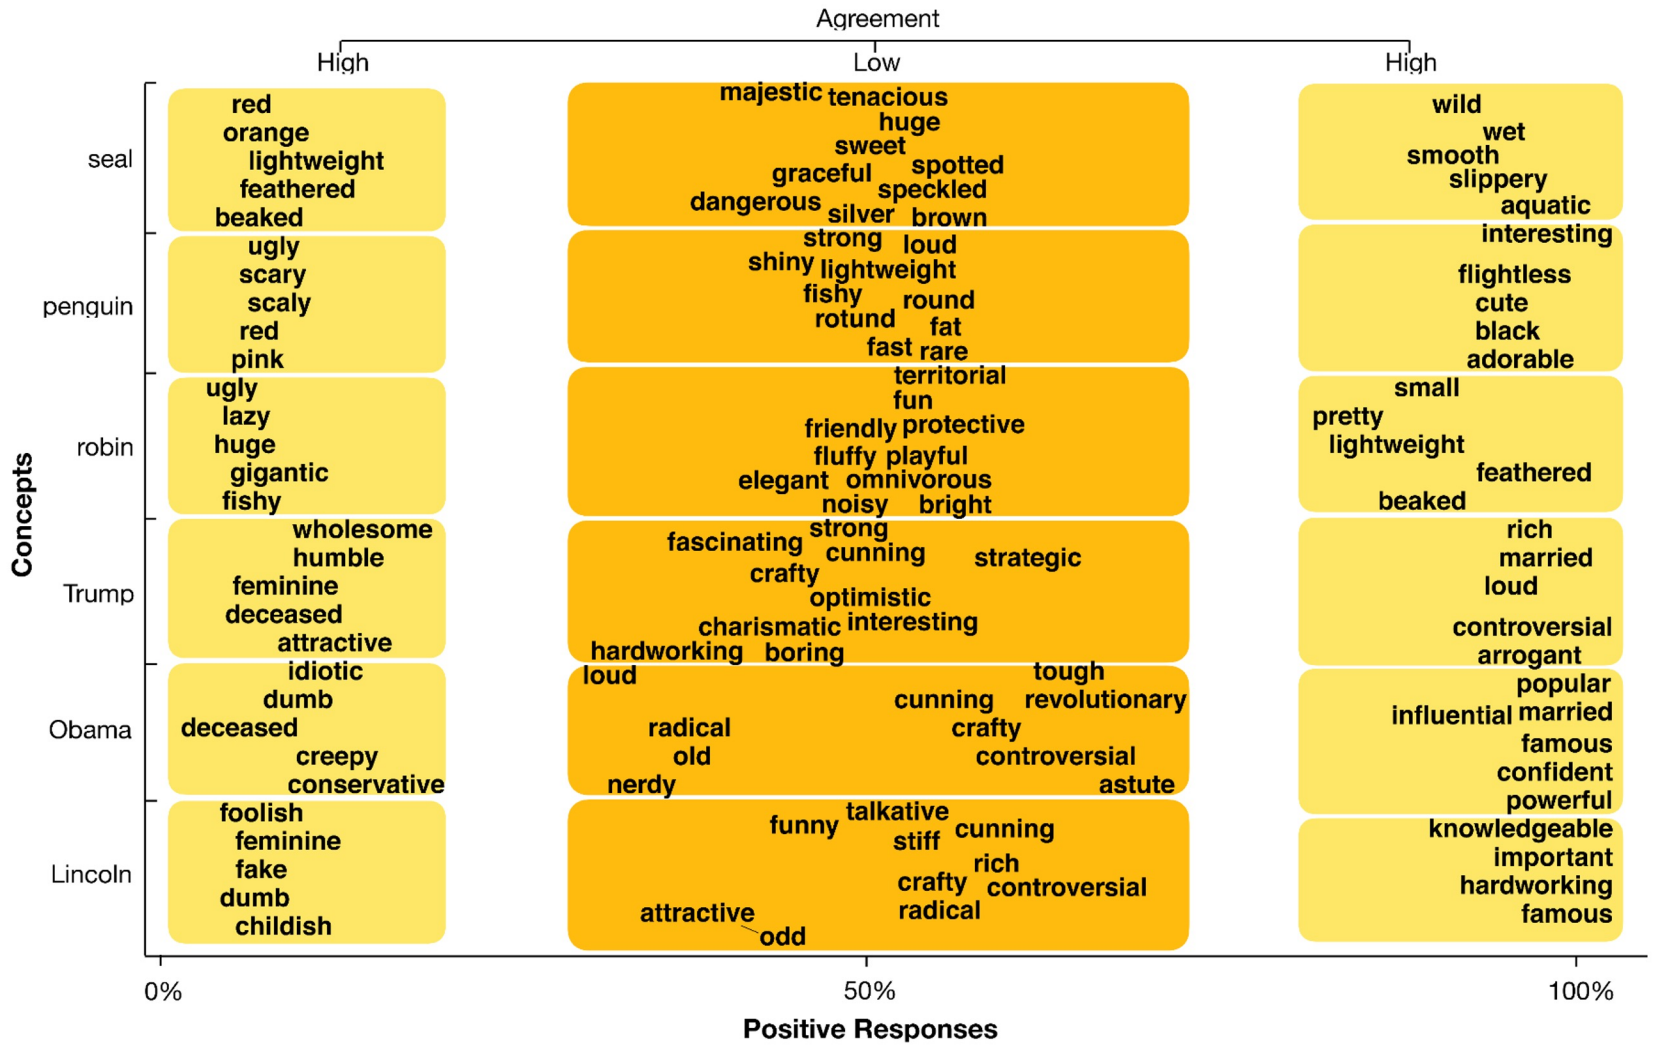 Agreement
High Low High
seal
red
orange
lightweight
feathered
beaked
majestic tenacious
huge
sweet
graceful spotted
speckled
dangerous silver brown
wild
wet
smooth
slippery
aquatic
penguin
ugly
scary
scaly
red
pink
strong loud
shiny lightweight
fishy round
rotund fat
fast rare
interesting
flightless
cute
black
adorable
robin
ugly
lazy
huge
gigantic
fishy
territorial
fun
friendly protective
fluffy playful
elegant omnivorous
noisy bright
small
pretty
lightweight
feathered
beaked
Trump
wholesome
humble
feminine
deceased
attractive
strong
fascinating cunning strategic
crafty
optimistic
charismatic interesting
hardworking boring
rich
married
loud
controversial
arrogant
Obama
idiotic
dumb
deceased
creepy
conservative
loud tough
cunning revolutionary
radical crafty
old controversial
nerdy astute
popular
influential married
famous
confident
powerful
Lincoln
foolish
feminine
fake
dumb
childish
talkative
funny stiff cunning
rich
crafty controversial
attractive radical
odd
knowledgeable
important
hardworking
famous
Concepts
0% 50% 100%
Positive Responses